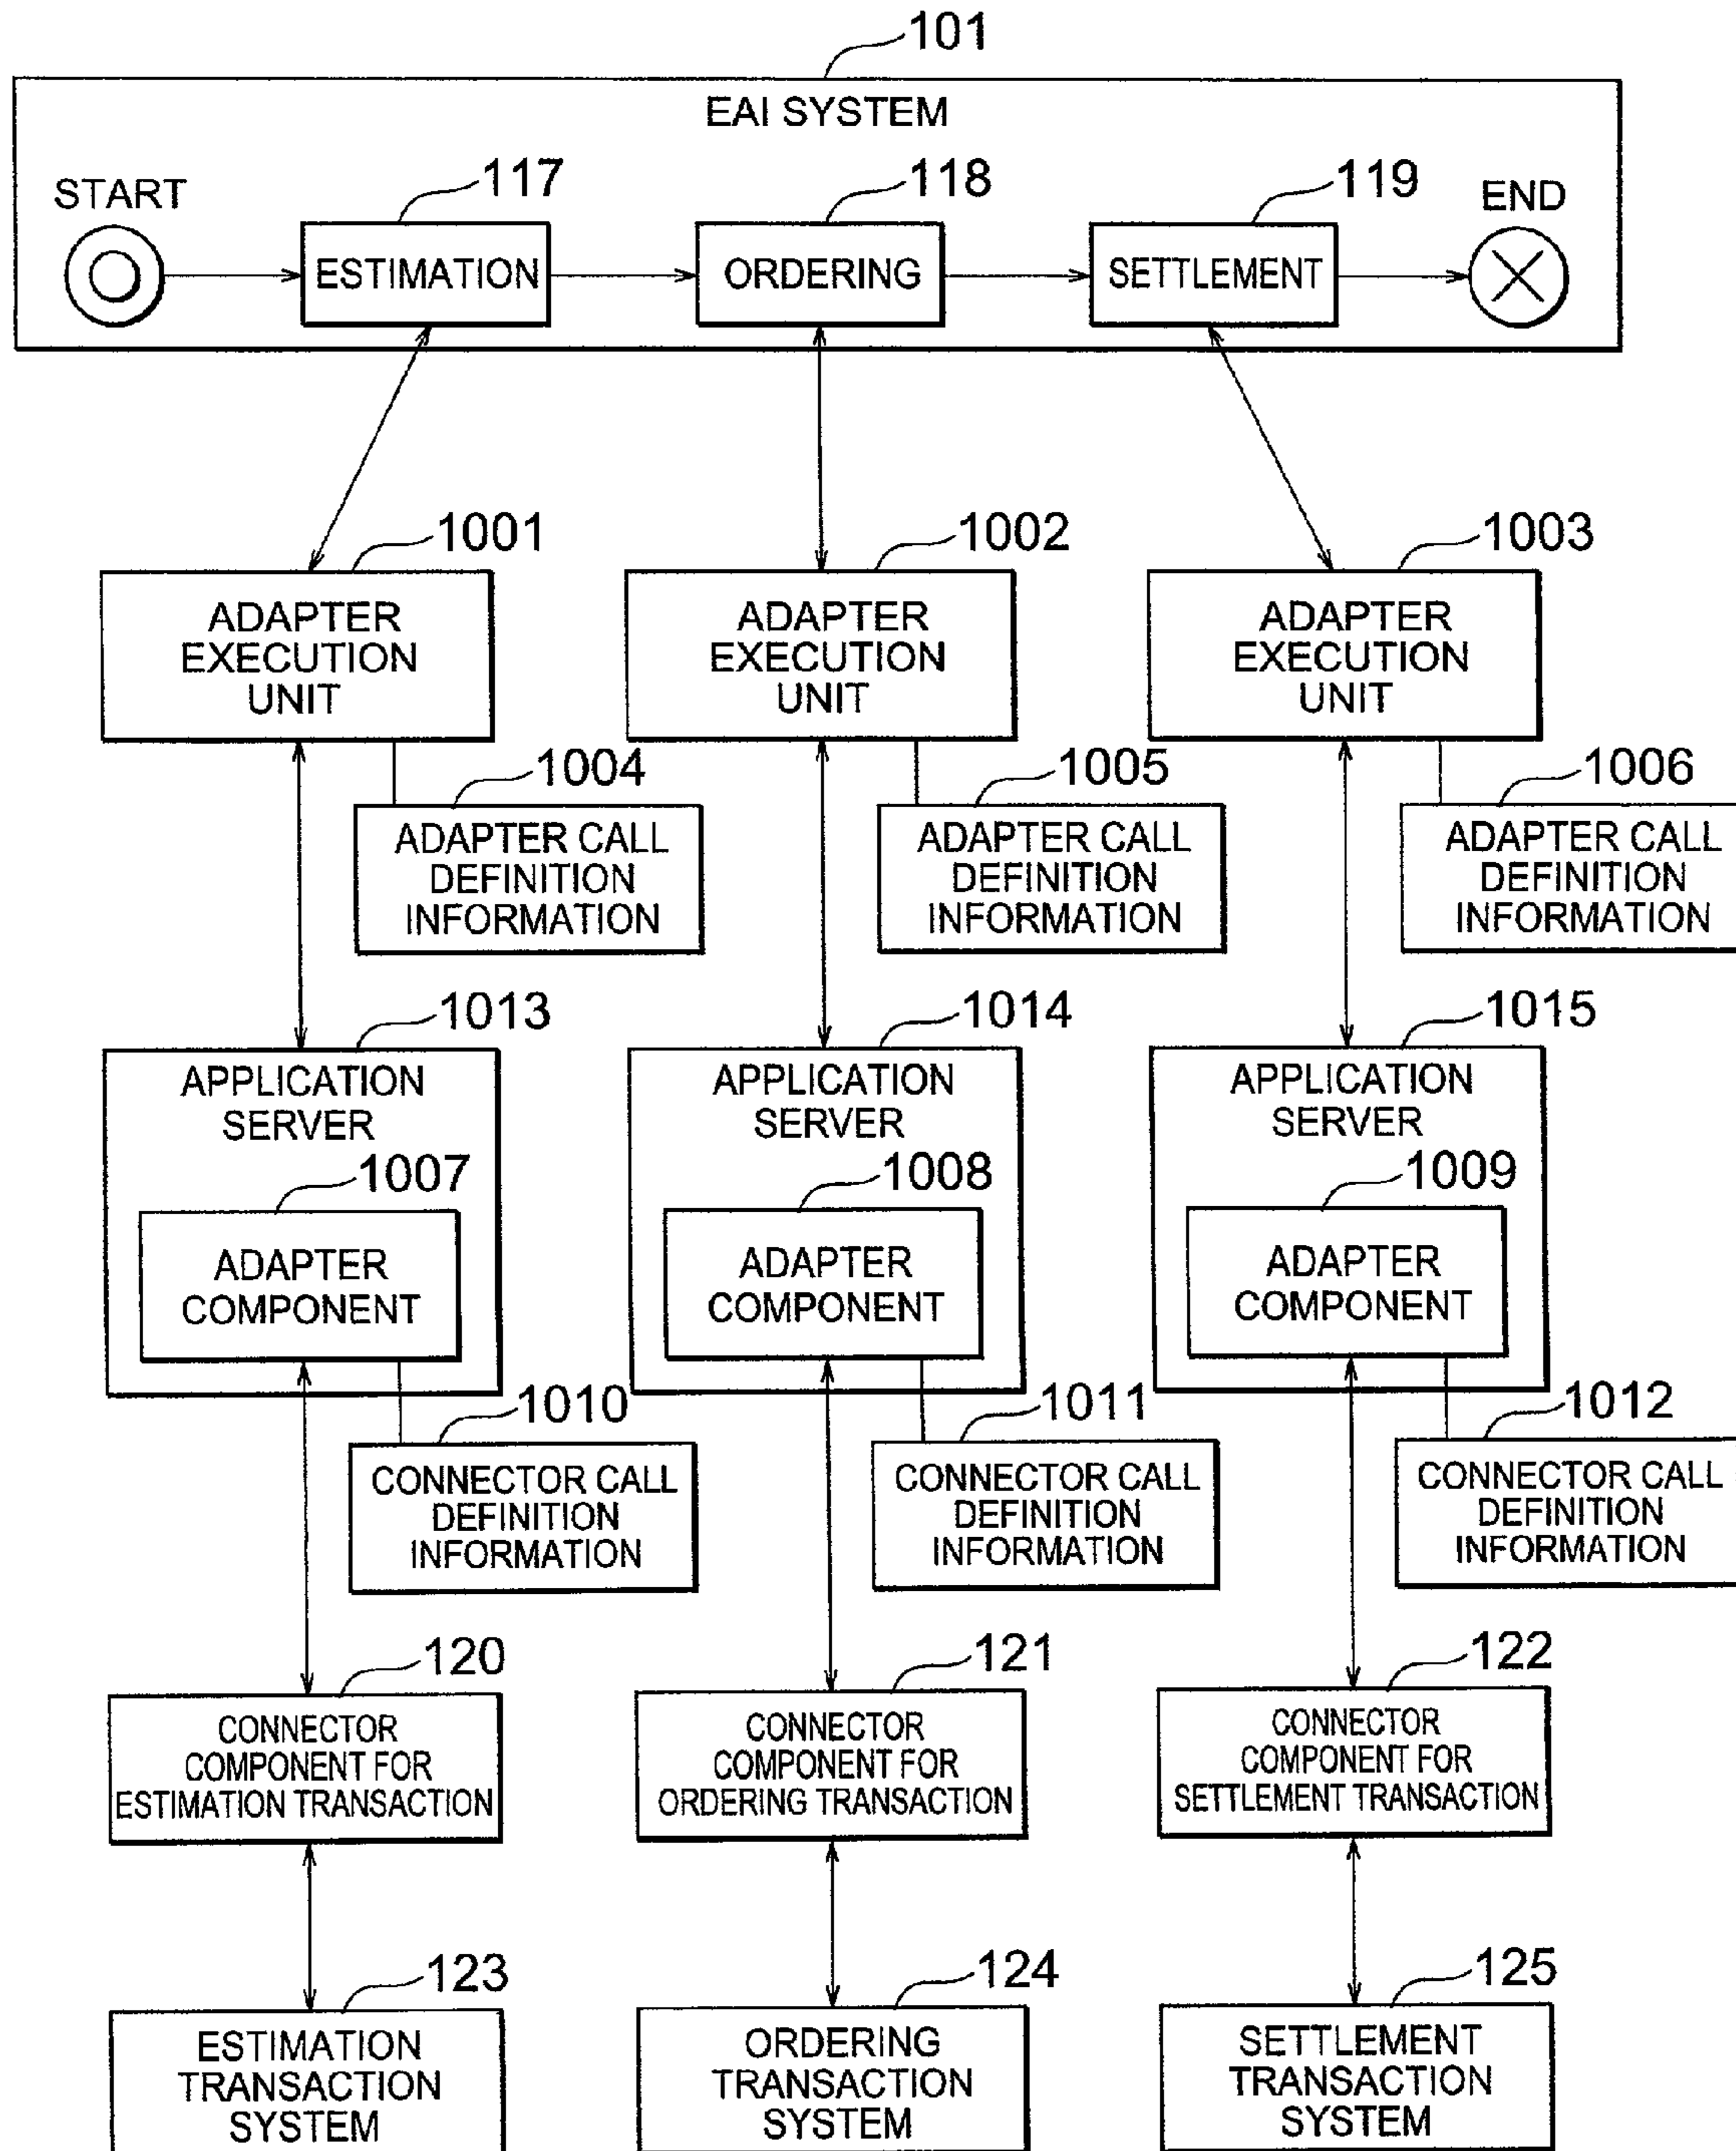 101
EAI SYSTEM
117 118 119
START END
ESTIMATION ORDERING SETTLEMENT
1001 1002 1003
ADAPTER ADAPTER ADAPTER
EXECUTION EXECUTION EXECUTION
UNIT UNIT UNIT
1004 1005 1006
ADAPTER CALL ADAPTER CALL ADAPTER CALL
DEFINITION DEFINITION DEFINITION
INFORMATION INFORMATION INFORMATION
1013 1014 1015
APPLICATION APPLICATION APPLICATION
SERVER SERVER SERVER
1007 1008 1009
ADAPTER ADAPTER ADAPTER
COMPONENT COMPONENT COMPONENT
1010 1011 1012
CONNECTOR CALL CONNECTOR CALL CONNECTOR CALL
DEFINITION DEFINITION DEFINITION
INFORMATION INFORMATION INFORMATION
120 121 122
CONNECTOR CONNECTOR CONNECTOR
COMPONENT FOR COMPONENT FOR COMPONENT FOR
ESTIMATION TRANSACTION ORDERING TRANSACTION SETTLEMENT TRANSACTION
123 124 125
ESTIMATION ORDERING SETTLEMENT
TRANSACTION TRANSACTION TRANSACTION
SYSTEM SYSTEM SYSTEM